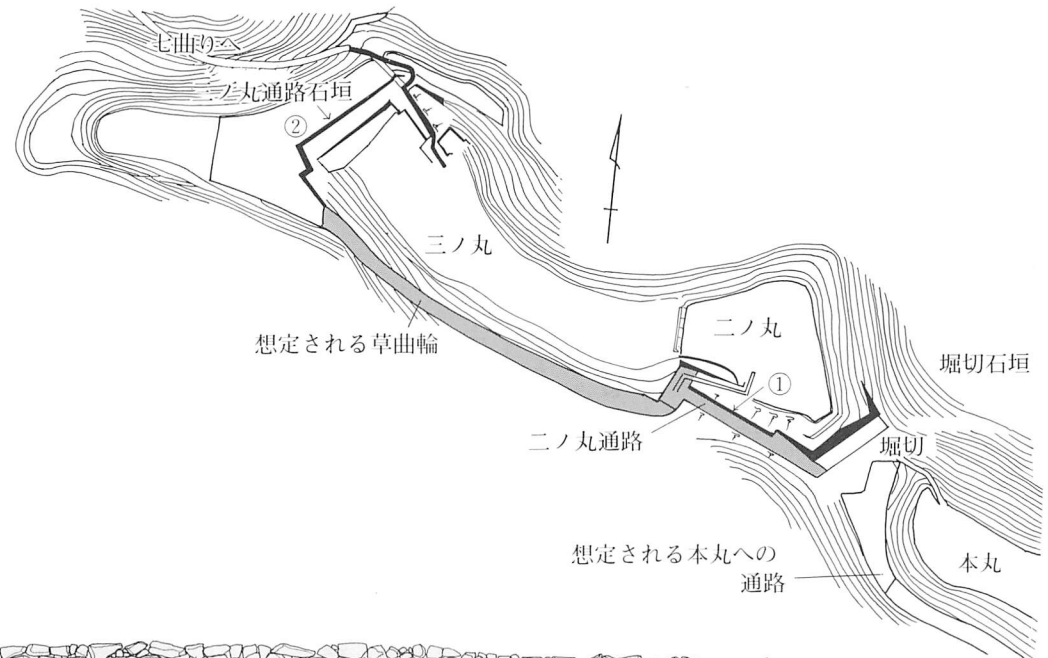 七曲りへ
三ノ丸通路石垣
②
三ノ丸
想定される草曲輪
二ノ丸
①
堀切石垣
二ノ丸通路
堀切
想定される本丸への
通路
本丸